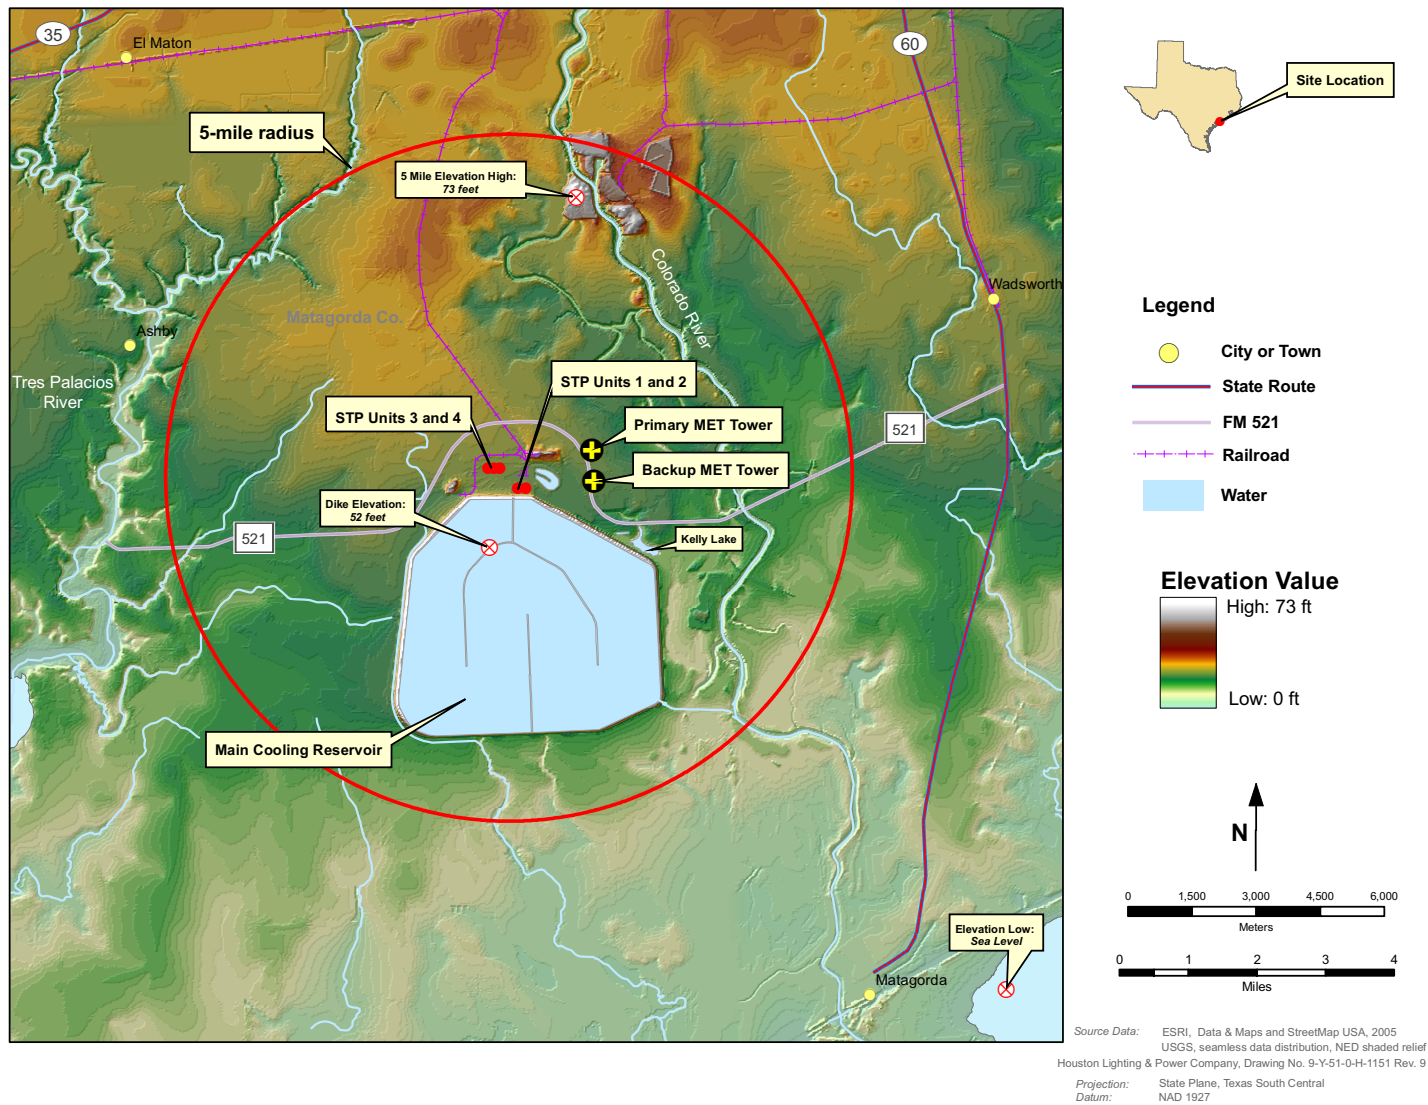 35
El Maton
60
Site Location
5-mile radius
5 Mile Elevation High:
73 feet
Colorado River
Wadsworth
Matagorda Co.
Ashby
Tres Palacios
River
STP Units 1 and 2
STP Units 3 and 4
Primary MET Tower
521
Backup MET Tower
Dike Elevation:
52 feet
521
Kelly Lake
Main Cooling Reservoir
Elevation Low:
Sea Level
Matagorda
Legend
City or Town
State Route
FM 521
Railroad
Water
Elevation Value
High: 73 ft
Low: 0 ft
N
0 1,500 3,000 4,500 6,000
Meters
0 1 2 3 4
Miles
Source Data: ESRI, Data & Maps and StreetMap USA, 2005
USGS, seamless data distribution, NED shaded relief
Houston Lighting & Power Company, Drawing No. 9-Y-51-0-H-1151 Rev. 9
Projection: State Plane, Texas South Central
Datum: NAD 1927